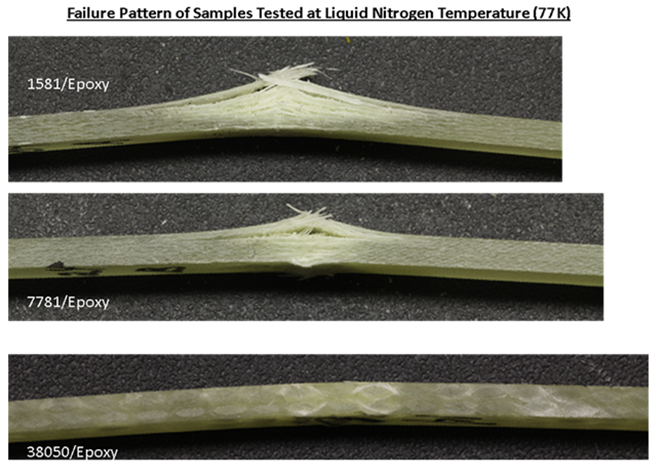 Failure Pattern of Samples Tested at Liquid Nitrogen Temperature (77 K)
1581/Epoxy
7781/Epoxy
38050/Epoxy